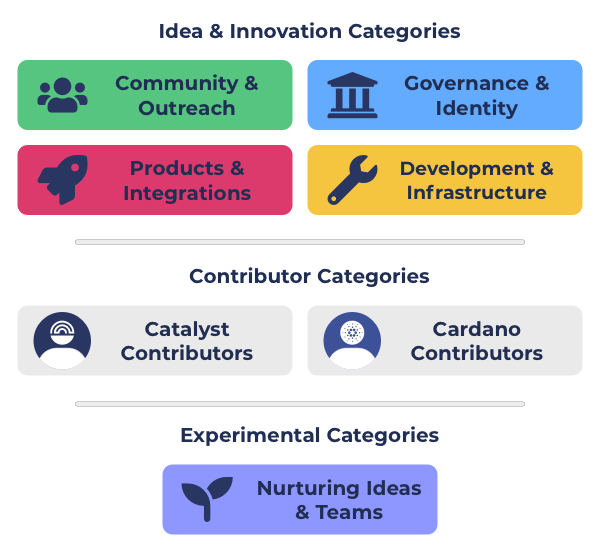 Idea & Innovation Categories
Community &
Outreach
Governance &
Identity
Products &
Integrations
Development &
Infrastructure
Contributor Categories
Catalyst
Contributors
Cardano
Contributors
Experimental Categories
Nurturing Ideas
& Teams